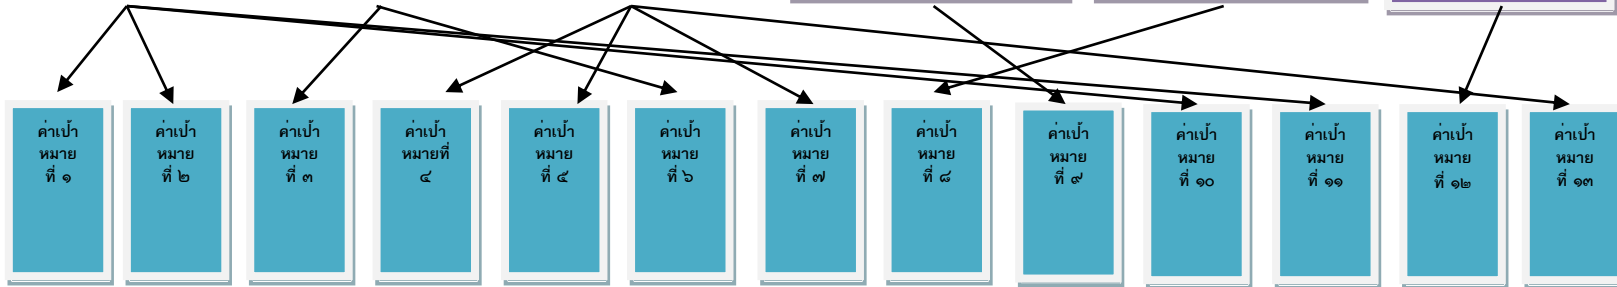 ค่าเป้า
หมาย
ที่ ๑
ค่าเป้า
หมาย
ที่ ๒
ค่าเป้า
หมาย
ที่ ๓
ค่าเป้า
หมายที่
๔
ค่าเป้า
หมาย
ที่ ๕
ค่าเป้า
หมาย
ที่ ๖
ค่าเป้า
หมาย
ที่ ๗
ค่าเป้า
หมาย
ที่ ๘
ค่าเป้า
หมาย
ที่ ๙
ค่าเป้า
หมาย
ที่ ๑๐
ค่าเป้า
หมาย
ที่ ๑๑
ค่าเป้า
หมาย
ที่ ๑๒
ค่าเป้า
หมาย
ที่ ๑๓